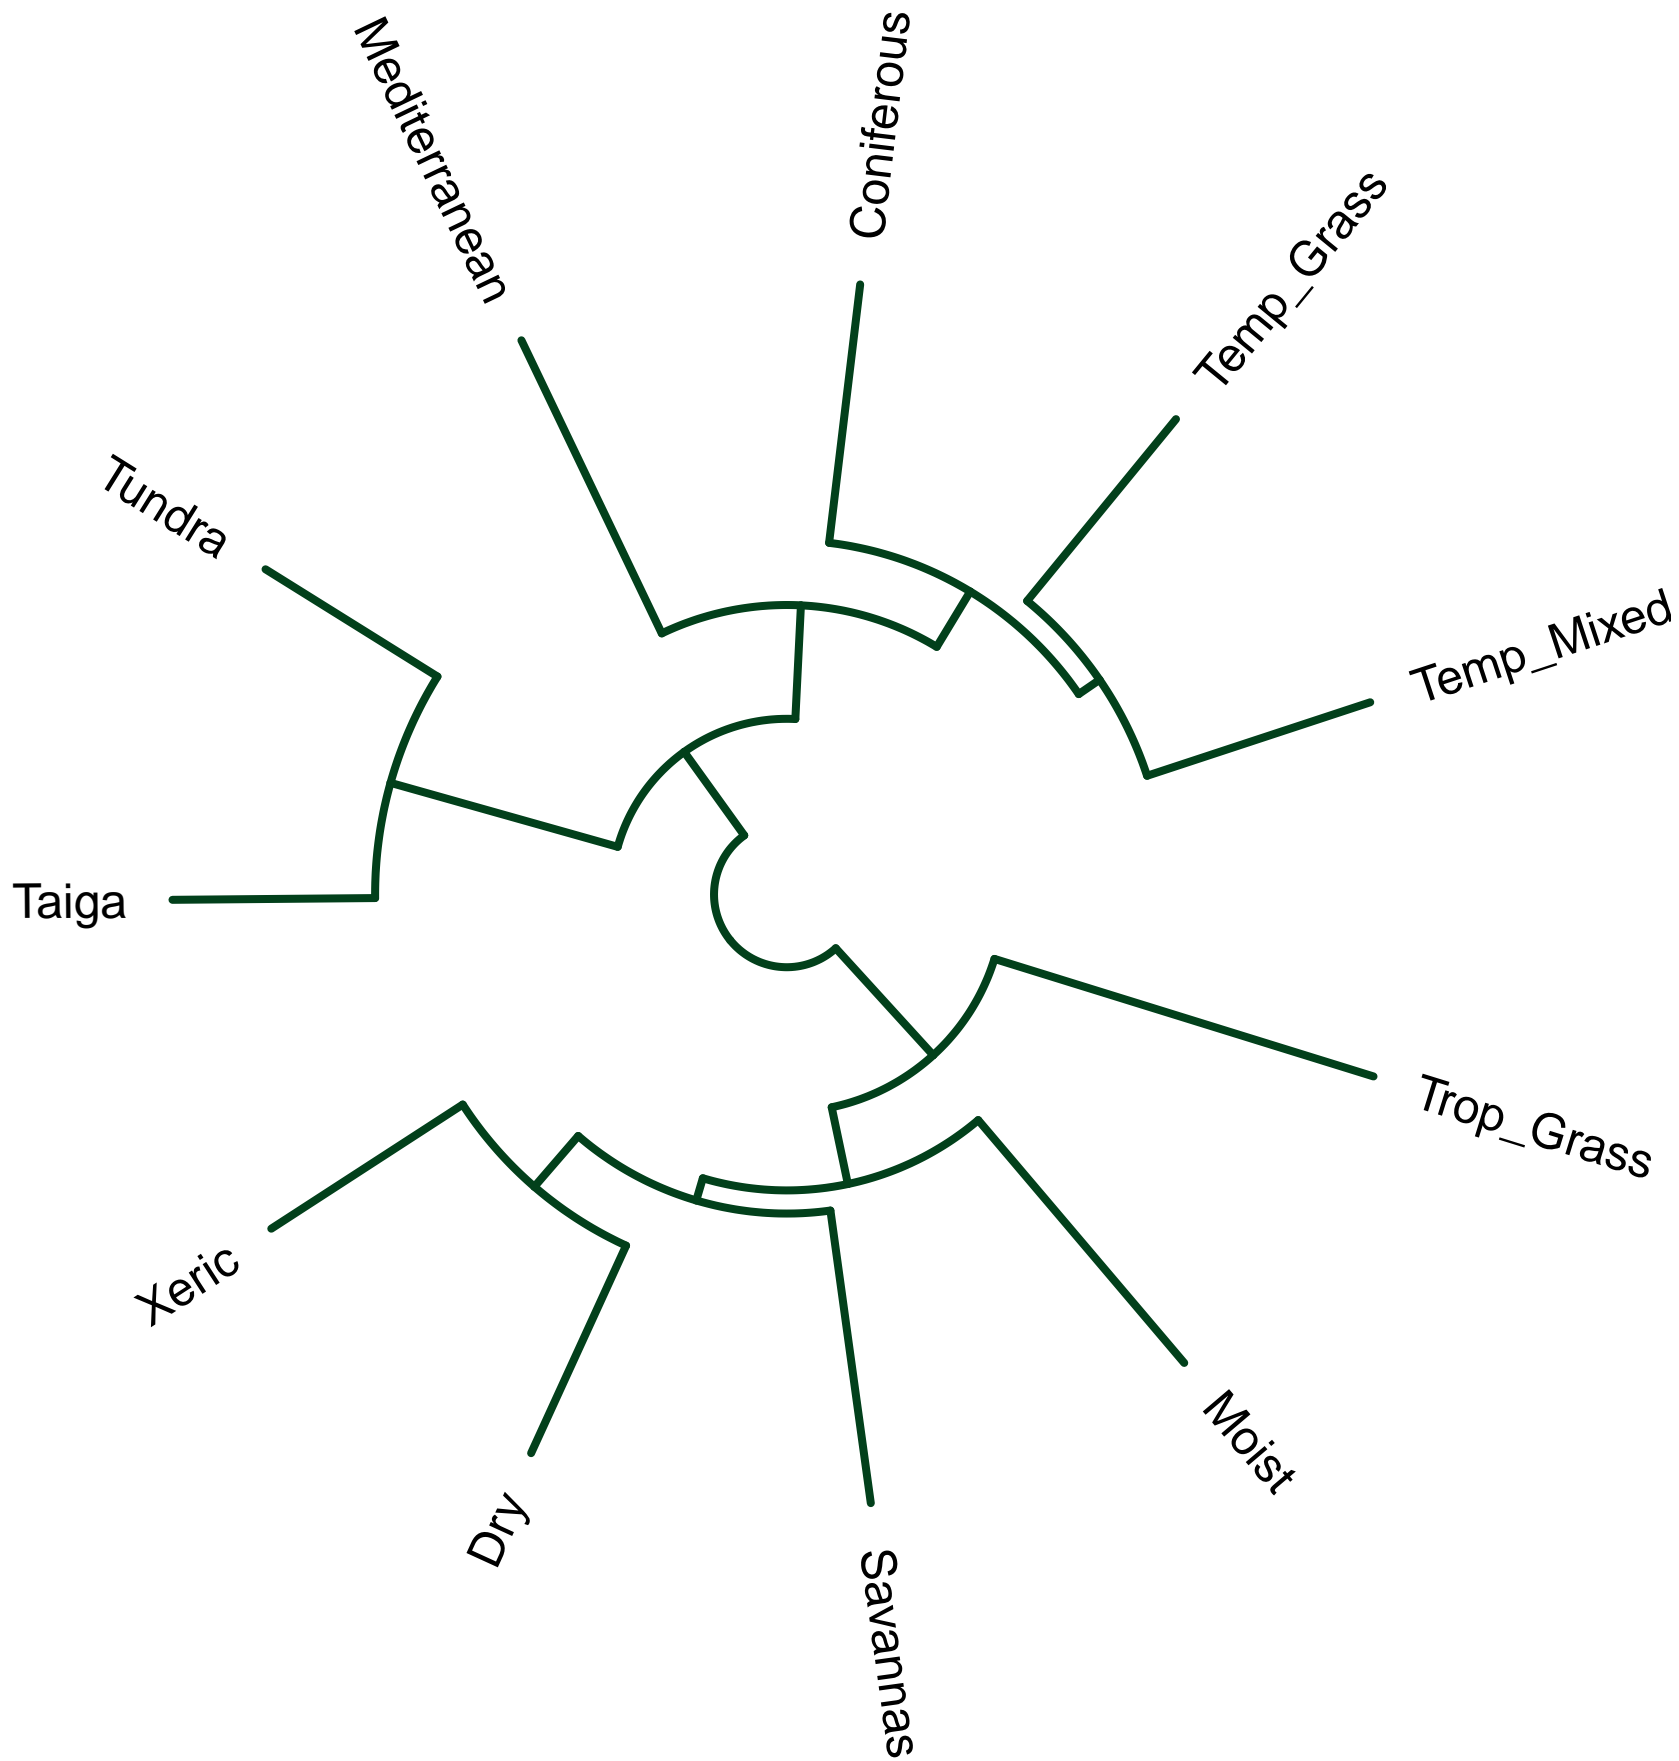 Mediterranean
Coniferous
Temp_Grass
Temp_Mixed
Tundra
Taiga
Trop_Grass
Xeric
Dry
Moist
Savannas